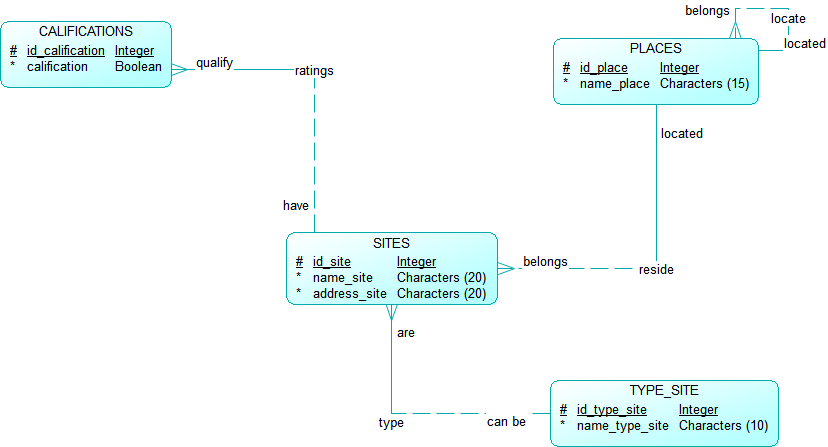 CALIFICATIONS
# id_calification Integer
* calification Boolean
qualify
ratings
have
belongs
locate
located
PLACES
# id_place Integer
* name_place Characters (15)
located
SITES
# id_site Integer
* name_site Characters (20)
* address_site Characters (20)
belongs
reside
are
type
can be
TYPE_SITE
# id_type_site Integer
* name_type_site Characters (10)